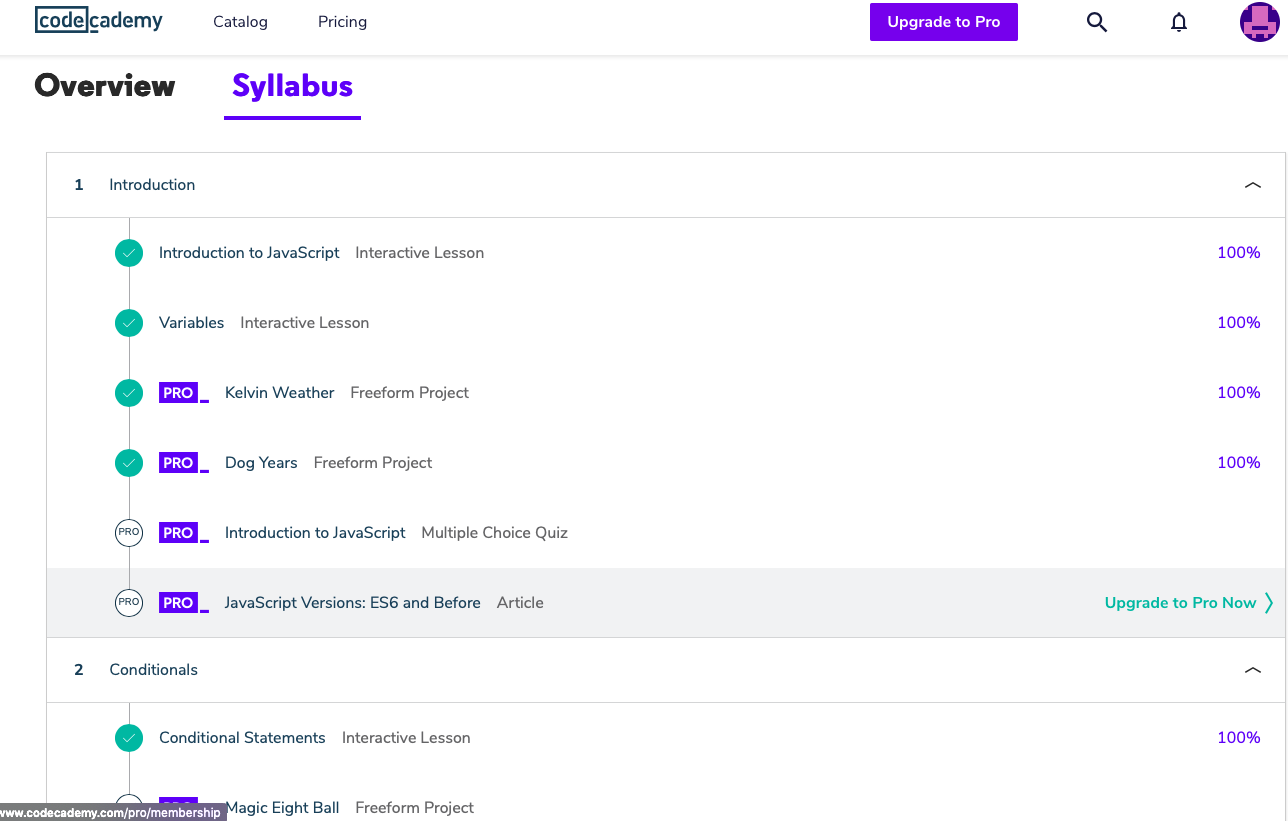 codecademy Catalog Pricing Upgrade to Pro
Overview Syllabus
1 Introduction
Introduction to JavaScript Interactive Lesson 100%
Variables Interactive Lesson 100%
PRO Kelvin Weather Freeform Project 100%
PRO Dog Years Freeform Project 100%
PRO PRO Introduction to JavaScript Multiple Choice Quiz
PRO PRO JavaScript Versions: ES6 and Before Article Upgrade to Pro Now
2 Conditionals
Conditional Statements Interactive Lesson 100%
Magic Eight Ball Freeform Project
www.codecademy.com/pro/membership